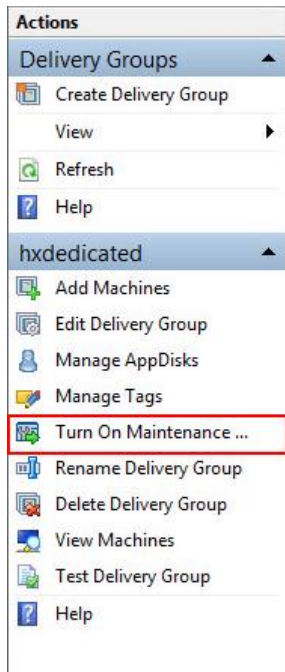 Actions
Delivery Groups
Create Delivery Group
View
Refresh
Help
hxdedicated
Add Machines
Edit Delivery Group
Manage AppDisks
Manage Tags
Turn On Maintenance ...
Rename Delivery Group
Delete Delivery Group
View Machines
Test Delivery Group
Help